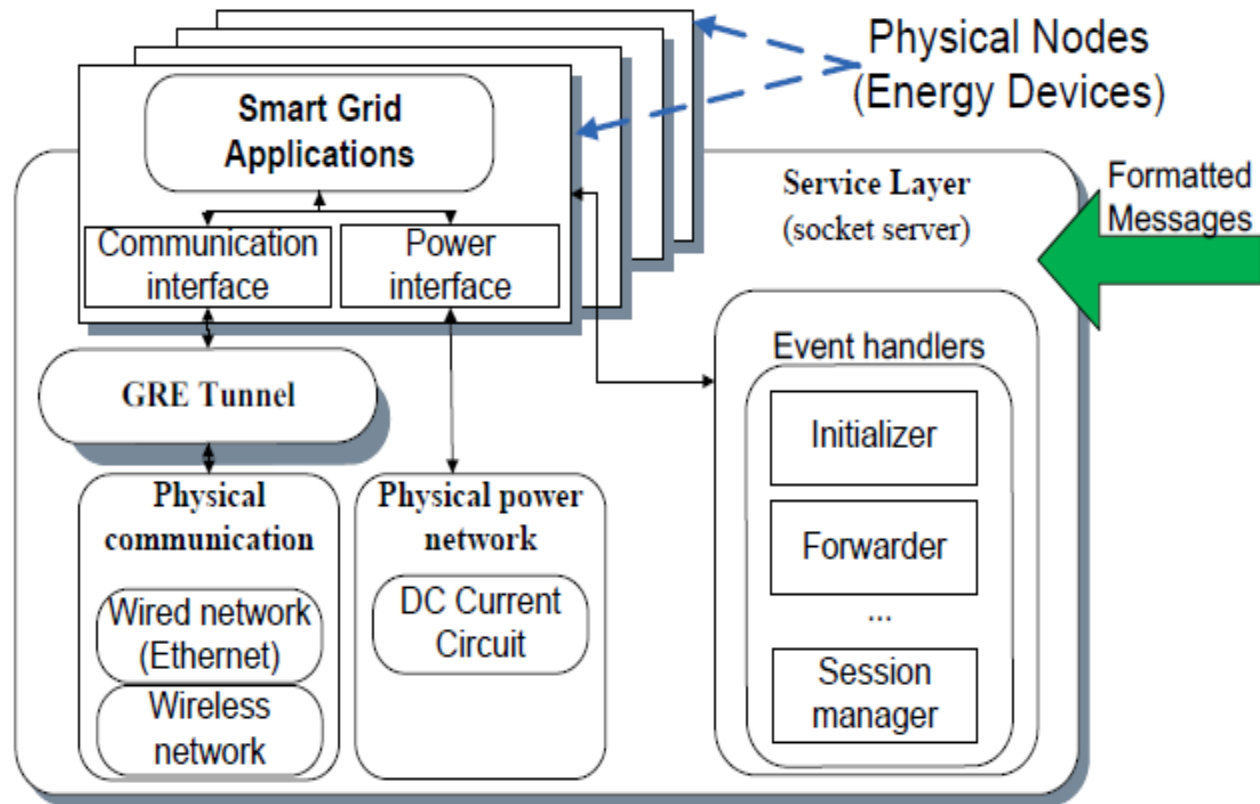 Physical Nodes
(Energy Devices)
Smart Grid
Applications
Communication
interface
Power
interface
Service Layer
(socket server)
Formatted
Messages
GRE Tunnel
Event handlers
Initializer
Forwarder
...
Session
manager
Physical
communication
Wired network
(Ethernet)
Wireless
network
Physical power
network
DC Current
Circuit